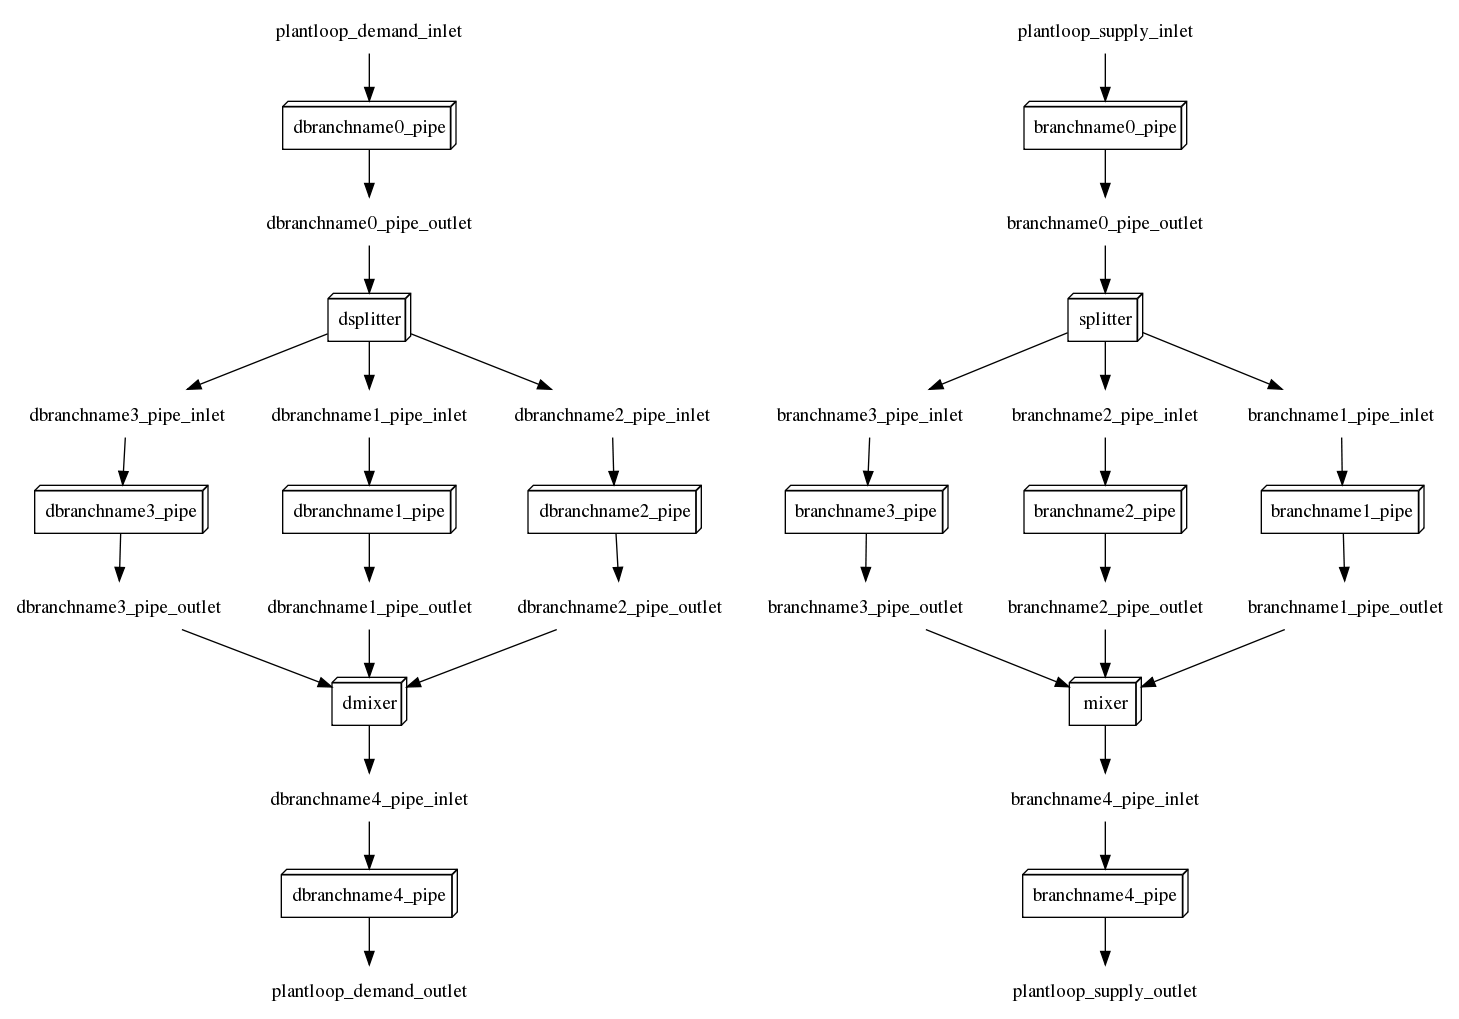 plantloop_demand_inlet
plantloop_supply_inlet
dbranchname0_pipe
branchname0_pipe
dbranchname0_pipe_outlet
branchname0_pipe_outlet
dsplitter
splitter
dbranchname3_pipe_inlet
dbranchname1_pipe_inlet
dbranchname2_pipe_inlet
branchname3_pipe_inlet
branchname2_pipe_inlet
branchname1_pipe_inlet
dbranchname3_pipe
dbranchname1_pipe
dbranchname2_pipe
branchname3_pipe
branchname2_pipe
branchname1_pipe
dbranchname3_pipe_outlet
dbranchname1_pipe_outlet
dbranchname2_pipe_outlet
branchname3_pipe_outlet
branchname2_pipe_outlet
branchname1_pipe_outlet
dmixer
mixer
dbranchname4_pipe_inlet
branchname4_pipe_inlet
dbranchname4_pipe
branchname4_pipe
plantloop_demand_outlet
plantloop_supply_outlet